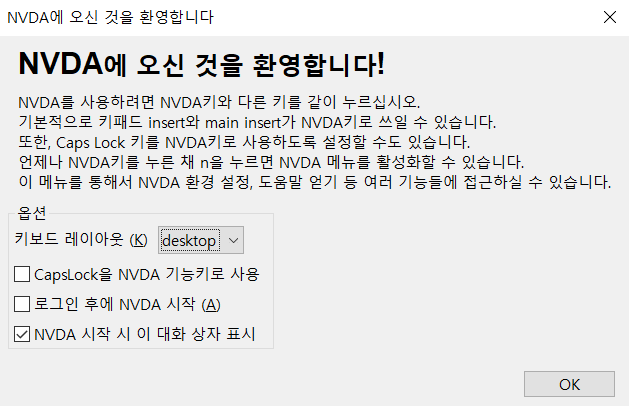 NVDA에 오신 것을 환영합니다
NVDA에 오신 것을 환영합니다!
NVDA를 사용하려면 NVDA키와 다른 키를 같이 누르십시오.
기본적으로 키패드 insert와 main insert가 NVDA키로 쓰일 수 있습니다.
또한, Caps Lock 키를 NVDA키로 사용하도록 설정할 수도 있습니다.
언제나 NVDA키를 누른 채 n을 누르면 NVDA 메뉴를 활성화할 수 있습니다.
이 메뉴를 통해서 NVDA 환경 설정, 도움말 얻기 등 여러 기능들에 접근하실 수 있습니다.
옵션
키보드 레이아웃 (K) desktop
CapsLock을 NVDA 기능키로 사용
로그인 후에 NVDA 시작 (A)
NVDA 시작 시 이 대화 상자 표시
OK